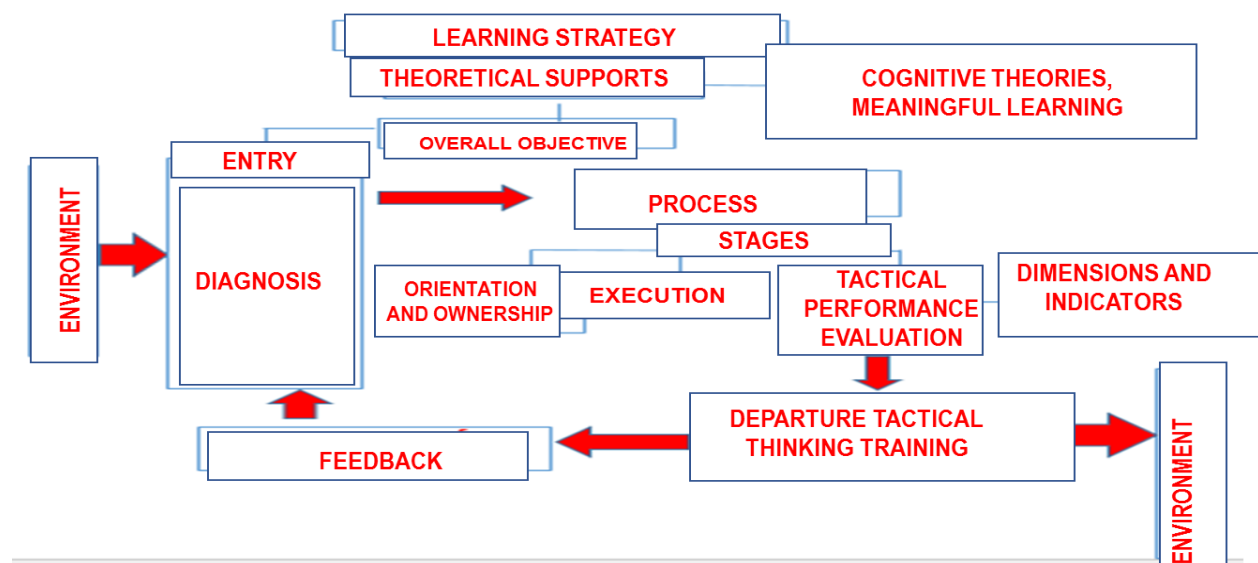 LEARNING STRATEGY
THEORETICAL SUPPORTS
COGNITIVE THEORIES,
MEANINGFUL LEARNING
OVERALL OBJECTIVE
ENTRY
ENVIRONMENT
DIAGNOSIS
PROCESS
STAGES
ORIENTATION
AND OWNERSHIP
EXECUTION
TACTICAL
PERFORMANCE
EVALUATION
DIMENSIONS AND
INDICATORS
DEPARTURE TACTICAL
THINKING TRAINING
FEEDBACK
ENVIRONMENT